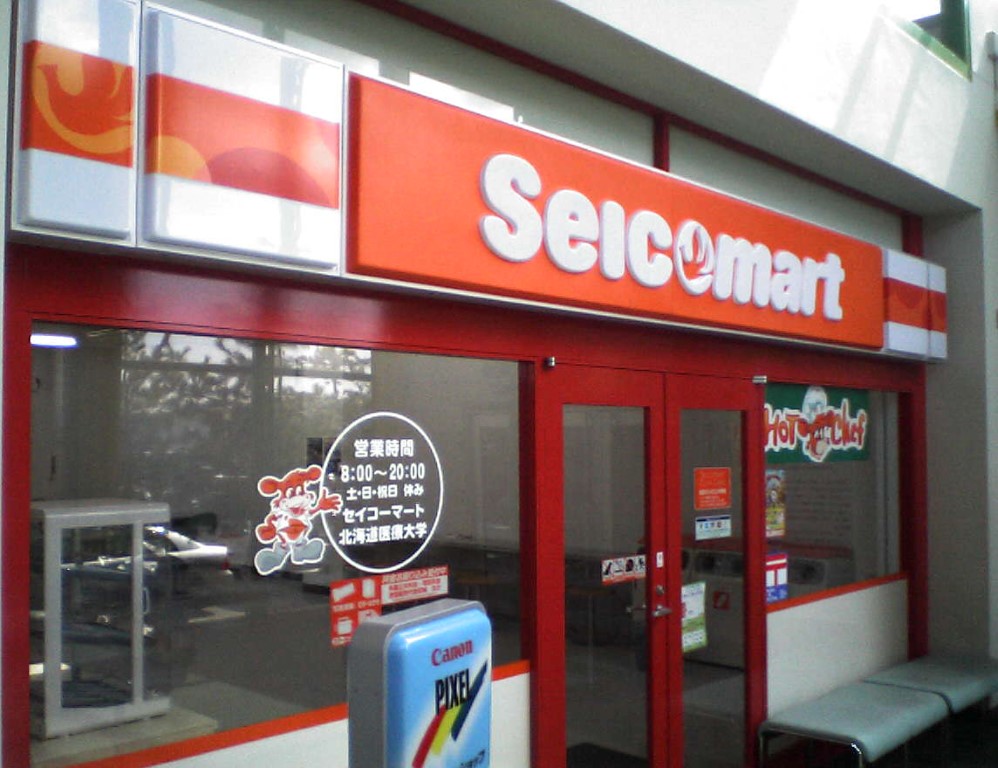 Seicomart
営業時間
8:00～20:00
土・日・祝日 休み
セイコーマート
北海道医療大学
HOT Chef
Canon
PIXEL